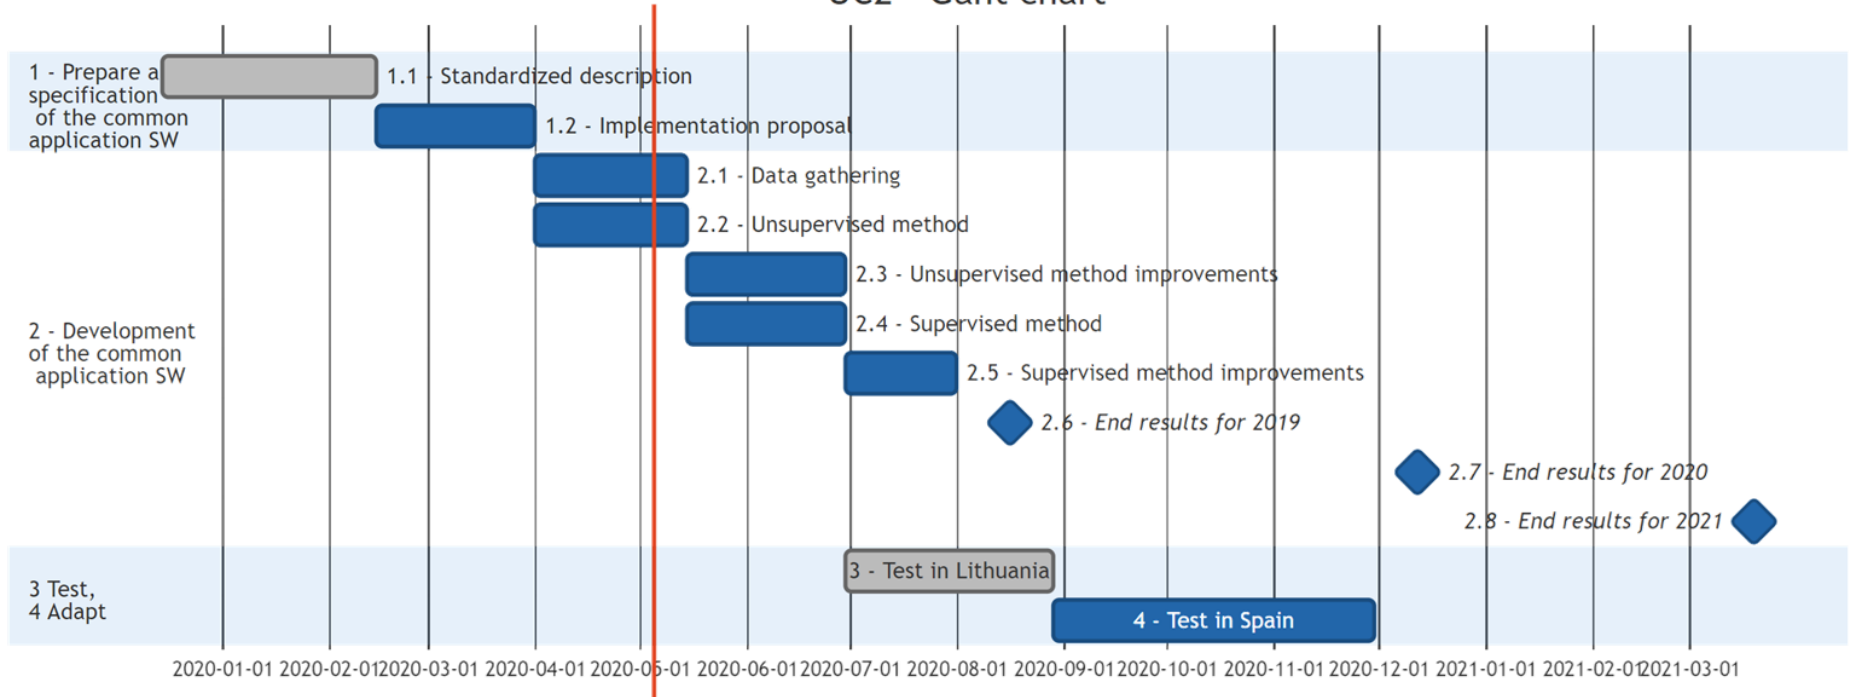 UC2 - Gant chart
1 - Prepare a
specification
of the common
application SW
1.1 - Standardized description
1.2 - Implementation proposal
2 - Development
of the common
application SW
2.1 - Data gathering
2.2 - Unsupervised method
2.3 - Unsupervised method improvements
2.4 - Supervised method
2.5 - Supervised method improvements
2.6 - End results for 2019
2.7 - End results for 2020
2.8 - End results for 2021
3 Test,
4 Adapt
3 - Test in Lithuania
4 - Test in Spain
2020-01-01 2020-02-01 2020-03-01 2020-04-01 2020-05-01 2020-06-01 2020-07-01 2020-08-01 2020-09-01 2020-10-01 2020-11-01 2020-12-01 2021-01-01 2021-02-01 2021-03-01